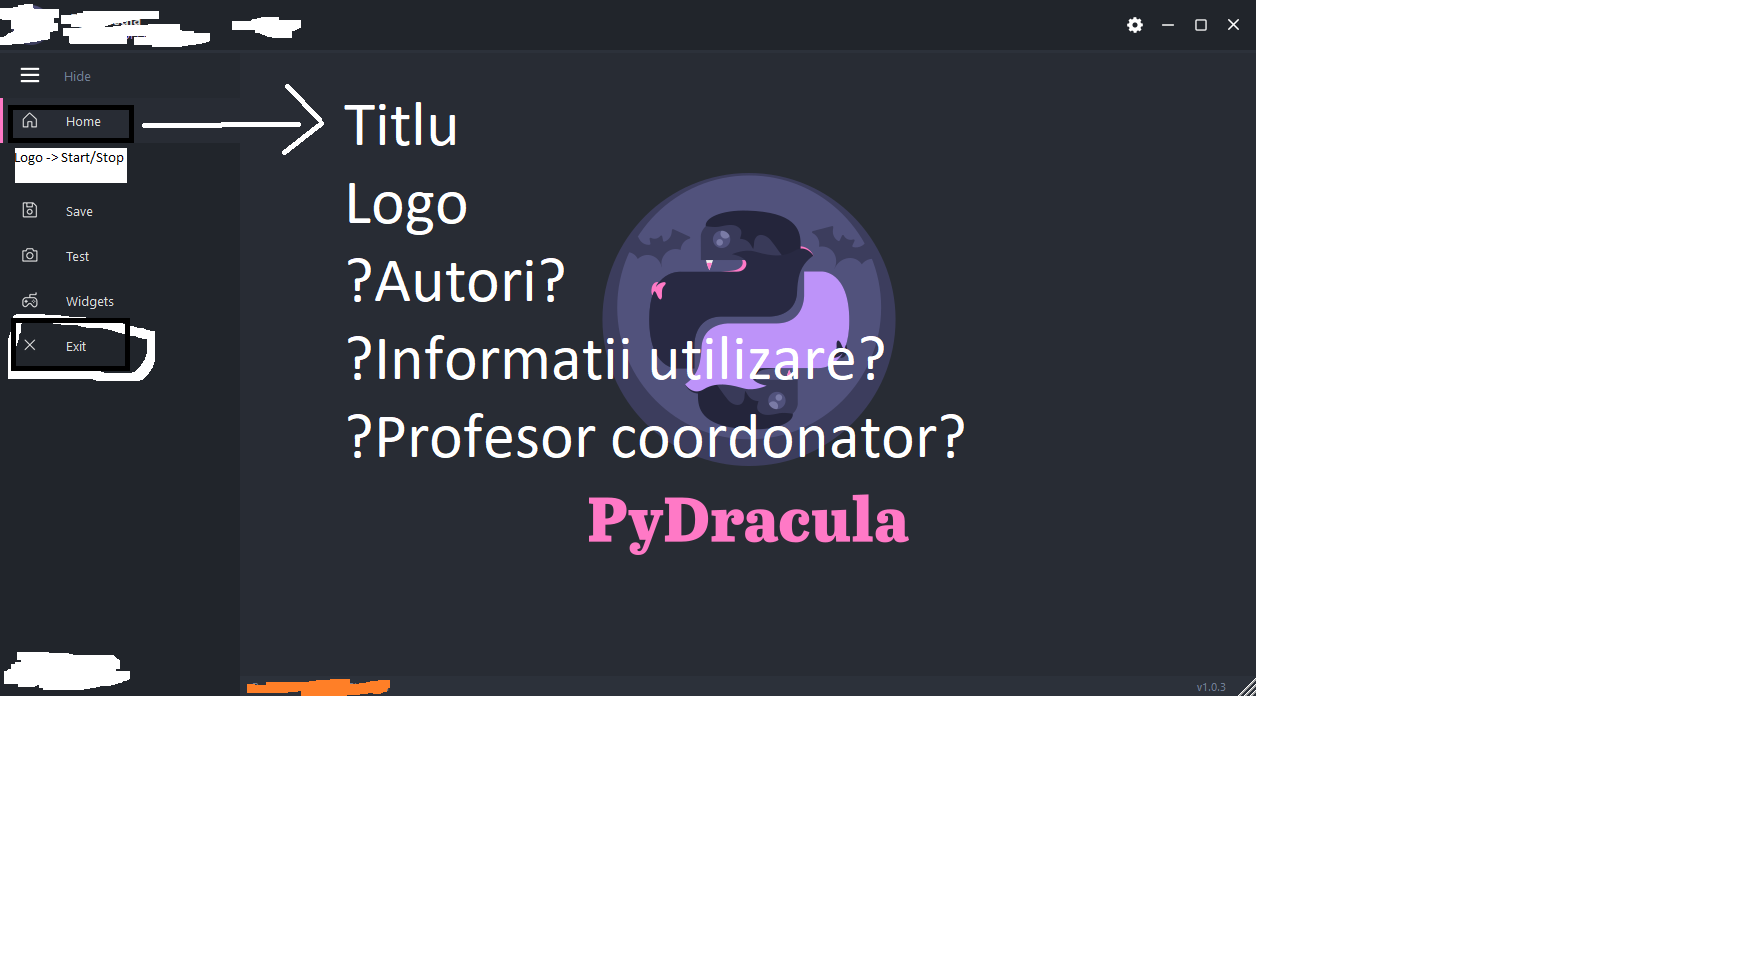 Hide
Home
Logo -> Start/Stop
Save
Test
Widgets
Exit
Titlu
Logo
?Autori?
?Informatii utilizare?
?Profesor coordonator?
PyDracula
v1.0.3